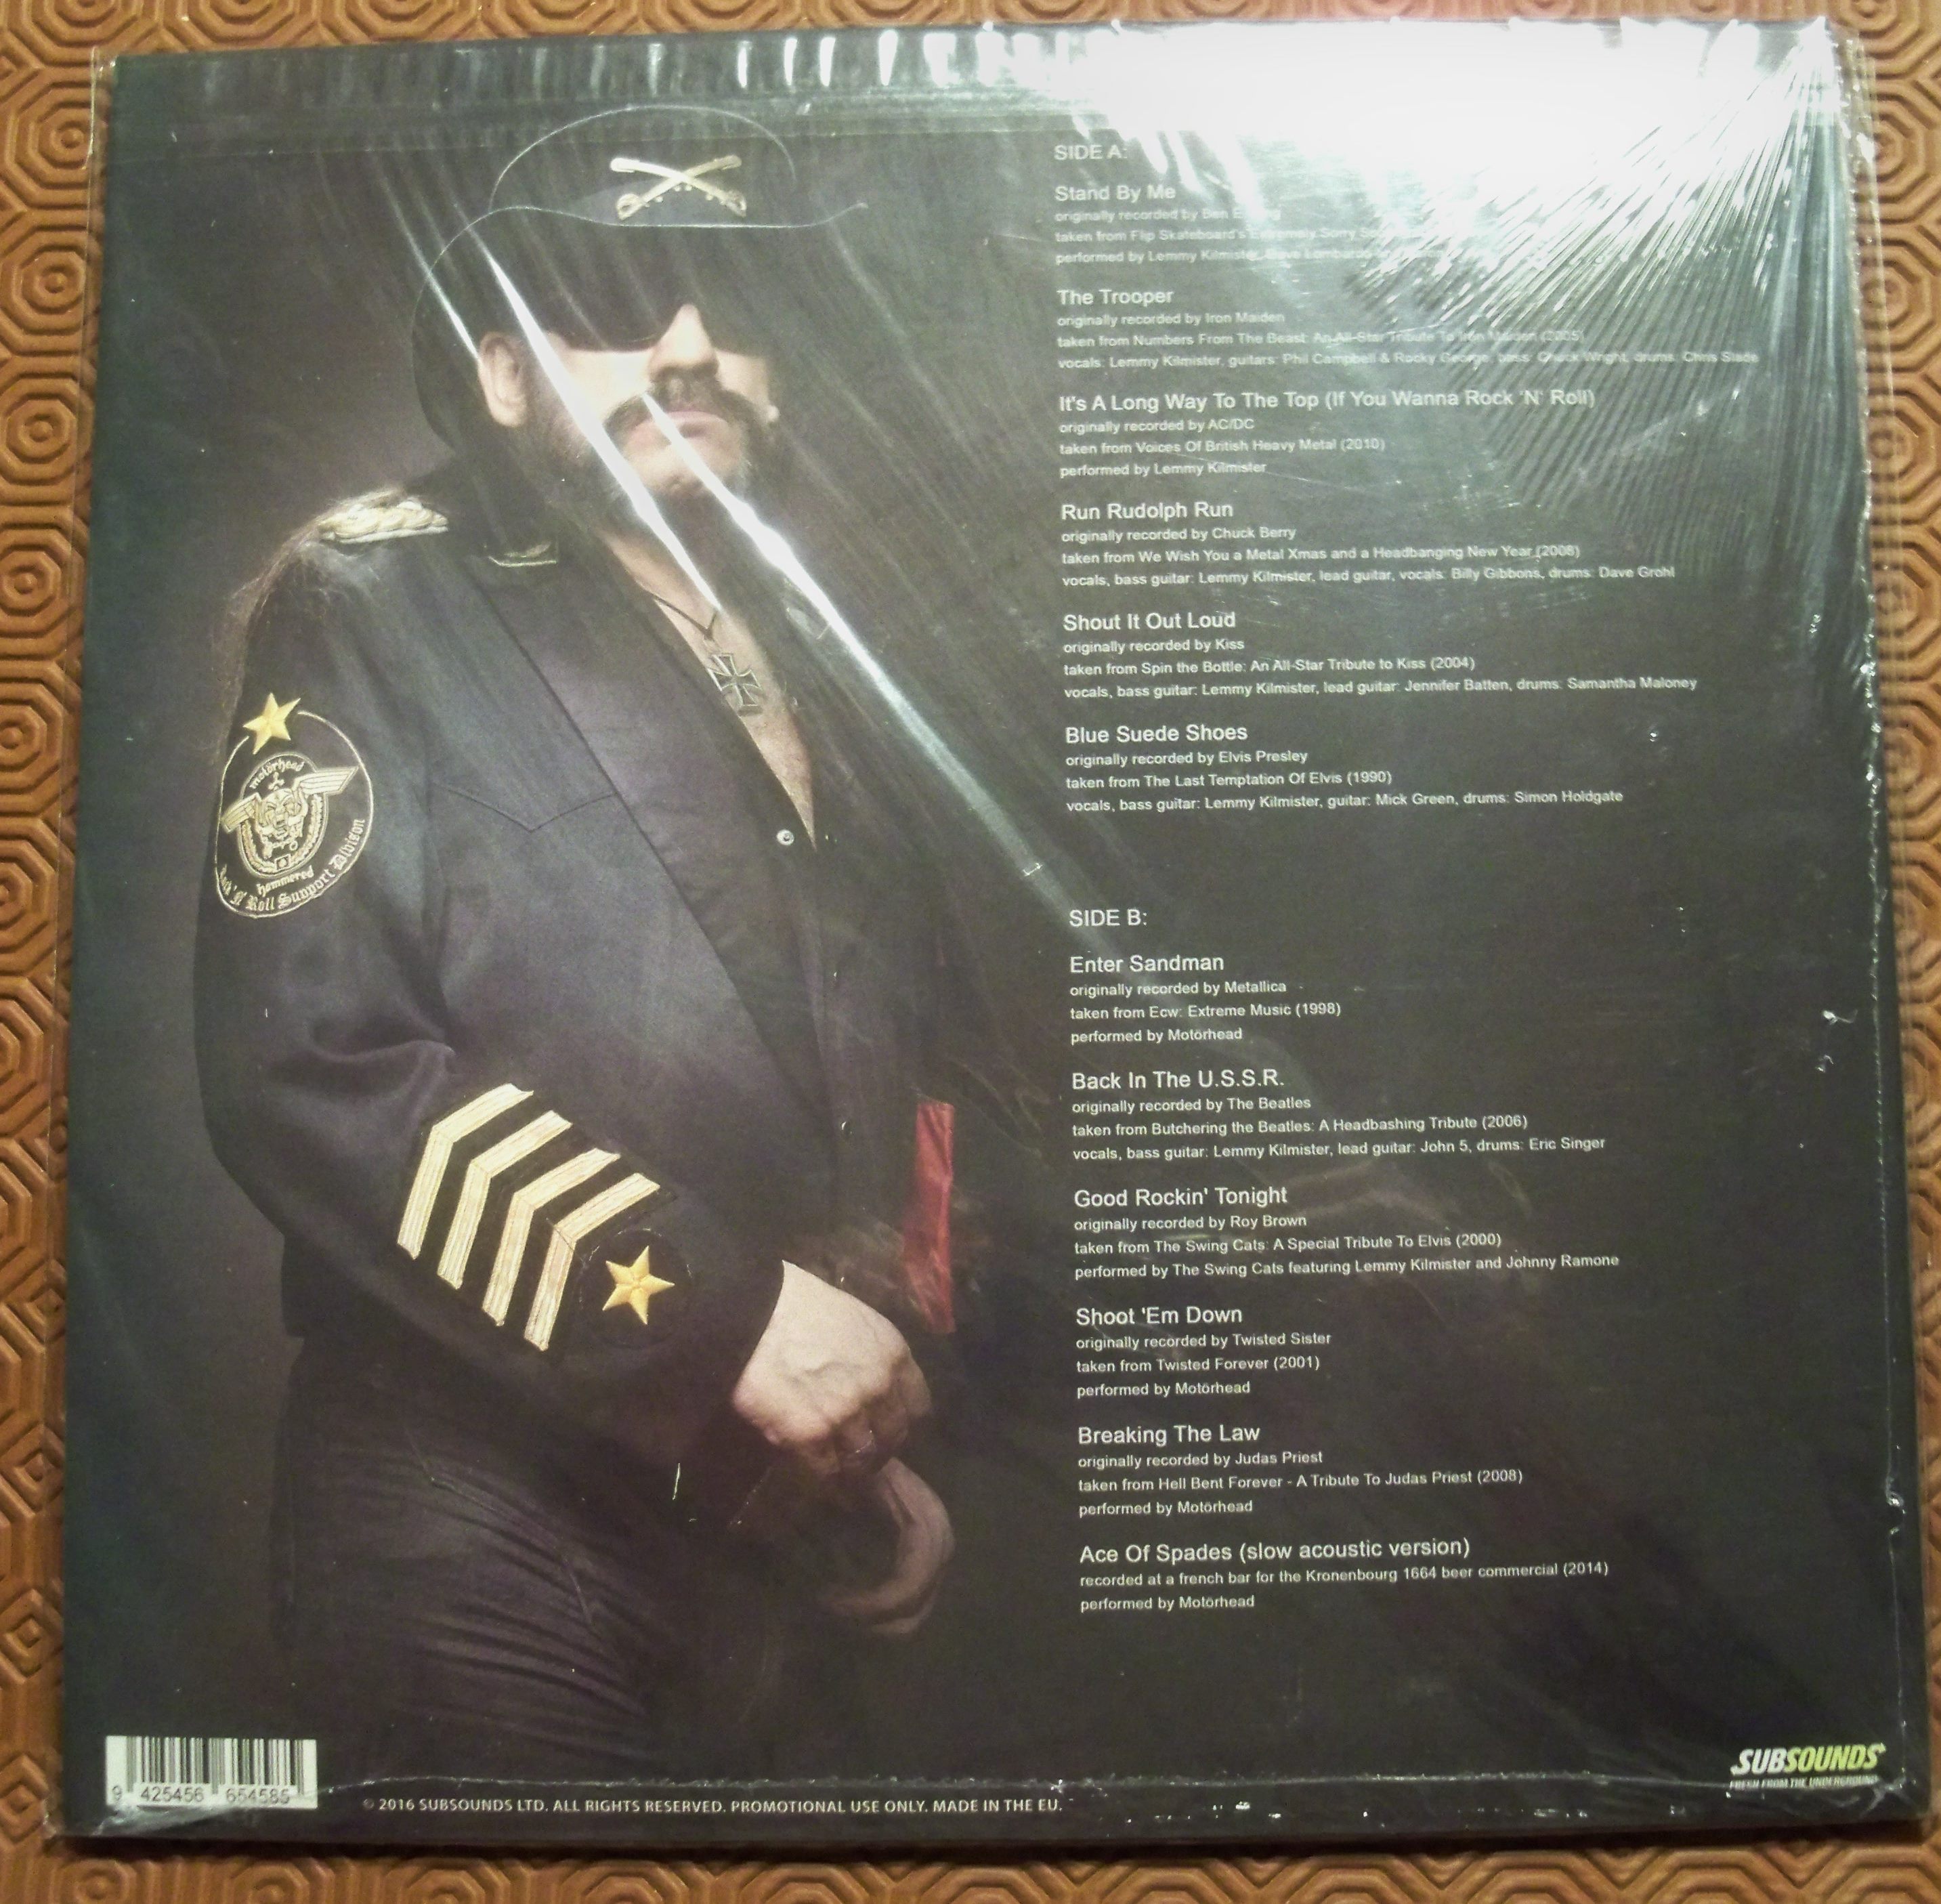 SIDE A:
Stand By Me
originally recorded by Ben E
taken from Flip Skateboard's Extremely Sorry
performed by Lemmy Kilmister, Dave Lombardo
The Trooper
originally recorded by Iron Maiden
taken from Numbers From The Beast: An All-Star Tribute To Iron Maiden (2005)
vocals: Lemmy Kilmister, guitars: Phil Campbell & Rocky George, bass: Chuck Wright, drums: Chris Slade
It's A Long Way To The Top (If You Wanna Rock 'N' Roll)
originally recorded by AC/DC
taken from Voices Of British Heavy Metal (2010)
performed by Lemmy Kilmister
Run Rudolph Run
originally recorded by Chuck Berry
taken from We Wish You a Metal Xmas and a Headbanging New Year (2008)
vocals, bass guitar: Lemmy Kilmister, lead guitar, vocals: Billy Gibbons, drums: Dave Grohl
Shout It Out Loud
originally recorded by Kiss
taken from Spin the Bottle: An All-Star Tribute to Kiss (2004)
vocals, bass guitar: Lemmy Kilmister, lead guitar: Jennifer Batten, drums: Samantha Maloney
Blue Suede Shoes
originally recorded by Elvis Presley
taken from The Last Temptation Of Elvis (1990)
vocals, bass guitar: Lemmy Kilmister, guitar: Mick Green, drums: Simon Holdgate
SIDE B:
Enter Sandman
originally recorded by Metallica
taken from Ecw: Extreme Music (1998)
performed by Motörhead
Back In The U.S.S.R.
originally recorded by The Beatles
taken from Butchering the Beatles: A Headbashing Tribute (2006)
vocals, bass guitar: Lemmy Kilmister, lead guitar: John 5, drums: Eric Singer
Good Rockin' Tonight
originally recorded by Roy Brown
taken from The Swing Cats: A Special Tribute To Elvis (2000)
performed by The Swing Cats featuring Lemmy Kilmister and Johnny Ramone
Shoot 'Em Down
originally recorded by Twisted Sister
taken from Twisted Forever (2001)
performed by Motörhead
Breaking The Law
originally recorded by Judas Priest
taken from Hell Bent Forever - A Tribute To Judas Priest (2008)
performed by Motörhead
Ace Of Spades (slow acoustic version)
recorded at a french bar for the Kronenbourg 1664 beer commercial (2014)
performed by Motörhead
motörhead
hammered
Rock 'N' Roll Support Division
9 425456 654585
© 2016 SUBSOUNDS LTD. ALL RIGHTS RESERVED. PROMOTIONAL USE ONLY. MADE IN THE EU.
SUBSOUNDS
FRESH FROM THE UNDERGROUND